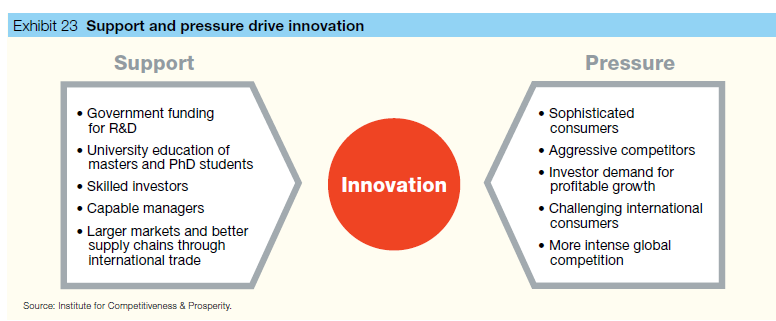 Exhibit 23 Support and pressure drive innovation
Support
• Government funding
for R&D
• University education of
masters and PhD students
• Skilled investors
• Capable managers
• Larger markets and better
supply chains through
international trade
Innovation
Pressure
• Sophisticated
consumers
• Aggressive competitors
• Investor demand for
profitable growth
• Challenging international
consumers
• More intense global
competition
Source: Institute for Competitiveness & Prosperity.